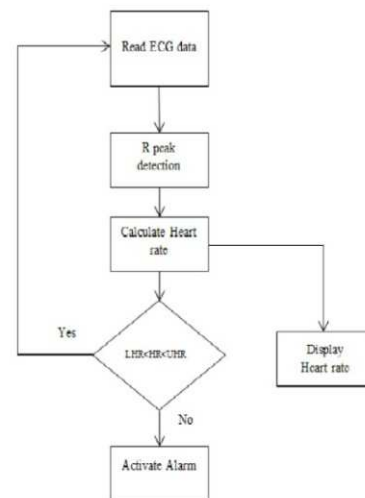 Read ECG data
R peak
detection
Calculate Heart
rate
Yes
LHR<HR<UHR
Display
Heart rate
No
Activate Alarm